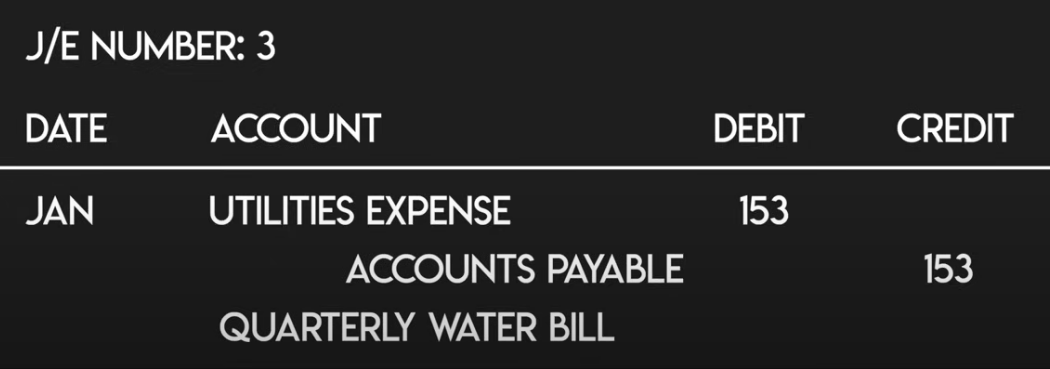 J/E NUMBER: 3
DATE ACCOUNT DEBIT CREDIT
JAN UTILITIES EXPENSE 153
ACCOUNTS PAYABLE 153
QUARTERLY WATER BILL